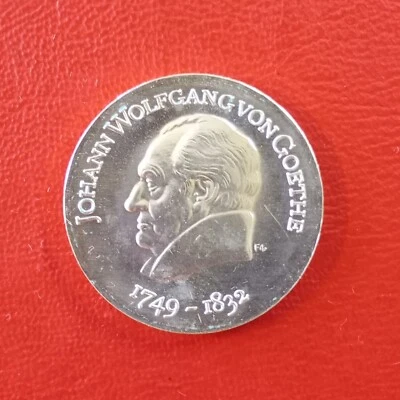 JOHANN WOLFGANG VON GOETHE
1749 - 1832